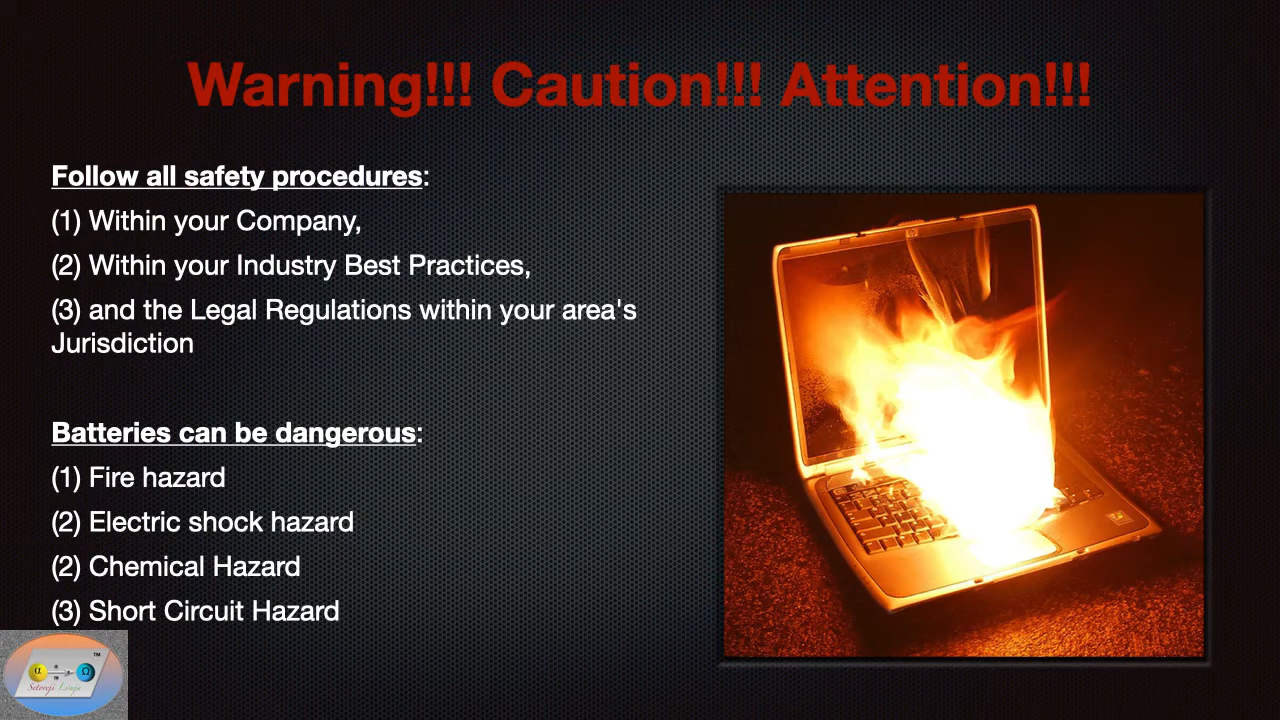 Warning!!! Caution!!! Attention!!!
Follow all safety procedures:
(1) Within your Company,
(2) Within your Industry Best Practices,
(3) and the Legal Regulations within your area's
Jurisdiction
Batteries can be dangerous:
(1) Fire hazard
(2) Electric shock hazard
(2) Chemical Hazard
(3) Short Circuit Hazard
TM
α
Ω